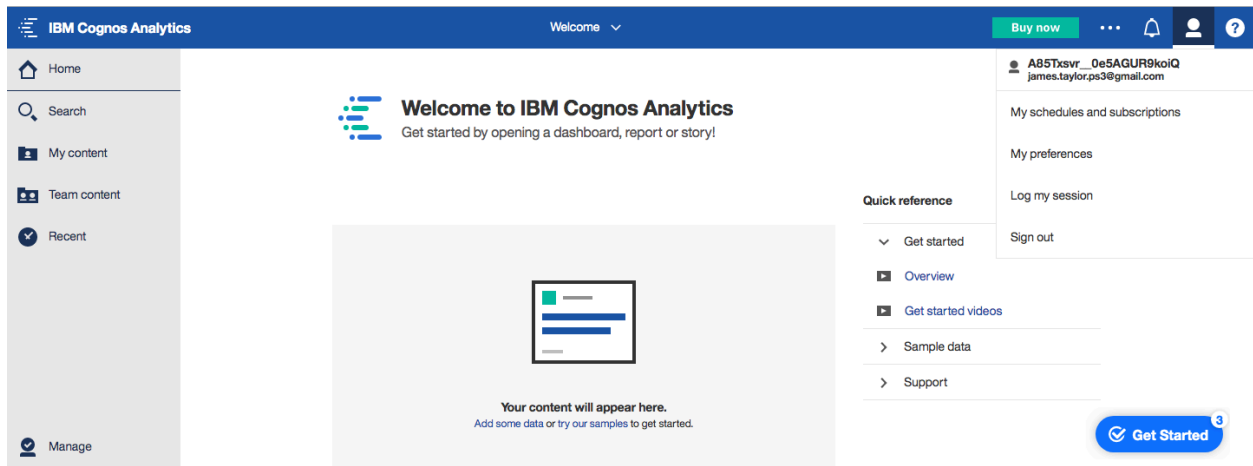 IBM Cognos Analytics
Welcome
Buy now
Home
Search
My content
Team content
Recent
Manage
Welcome to IBM Cognos Analytics
Get started by opening a dashboard, report or story!
Your content will appear here.
Add some data or try our samples to get started.
Quick reference
Get started
Overview
Get started videos
Sample data
Support
A85Txsvr__0e5AGUR9koiQ
james.taylor.ps3@gmail.com
My schedules and subscriptions
My preferences
Log my session
Sign out
3
Get Started